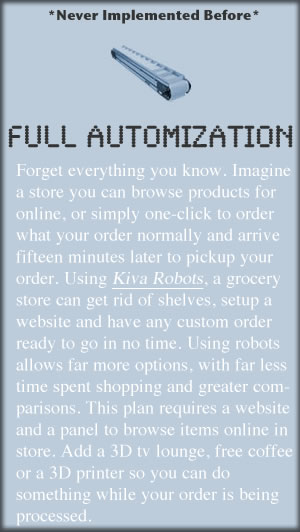 *Never Implemented Before*
FULL AUTOMIZATION
Forget everything you know. Imagine
a store you can browse products for
online, or simply one-click to order
what your order normally and arrive
fifteen minutes later to pickup your
order. Using Kiva Robots, a grocery
store can get rid of shelves, setup a
website and have any custom order
ready to go in no time. Using robots
allows far more options, with far less
time spent shopping and greater com-
parisons. This plan requires a website
and a panel to browse items online in
store. Add a 3D tv lounge, free coffee
or a 3D printer so you can do
something while your order is being
processed.